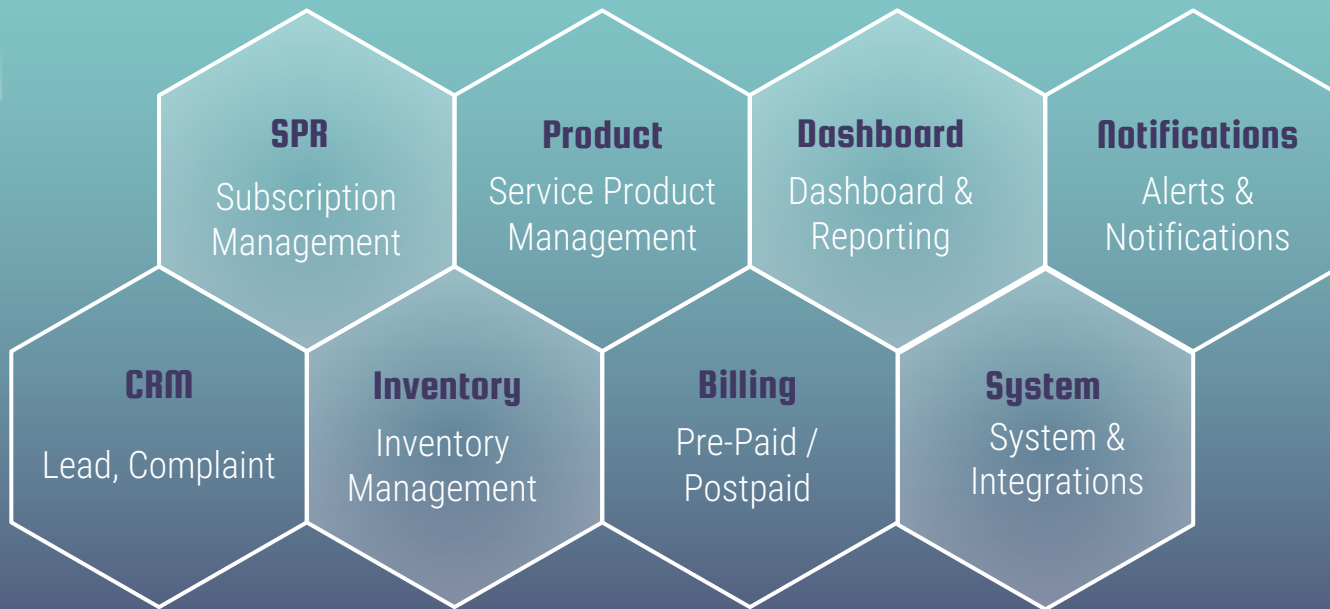 SPR
Subscription
Management
Product
Service Product
Management
Dashboard
Dashboard &
Reporting
Notifications
Alerts &
Notifications
CRM
Lead, Complaint
Inventory
Inventory
Management
Billing
Pre-Paid /
Postpaid
System
System &
Integrations